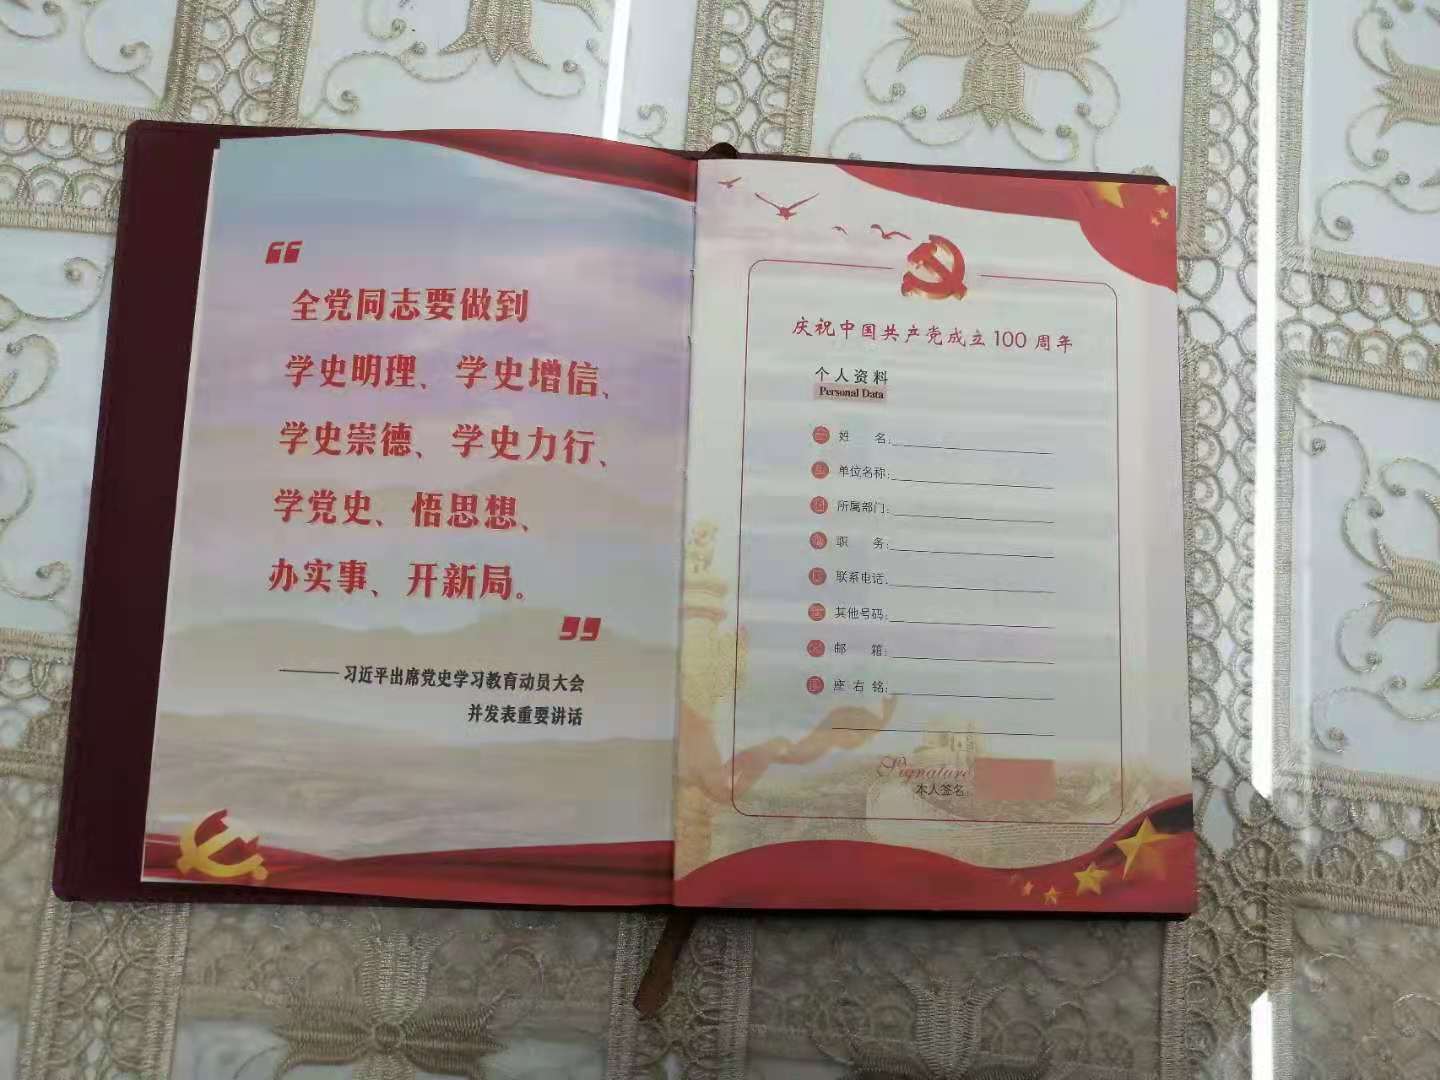 “
全党同志要做到
学史明理、学史增信、
学史崇德、学史力行、
学党史、悟思想、
办实事、开新局。
”
——习近平出席党史学习教育动员大会
并发表重要讲话
庆祝中国共产党成立100周年
个人资料
Personal Data
姓 名:
单位名称:
所属部门:
职 务:
联系电话:
其他号码:
邮 箱:
座右铭:
Signature
本人签名